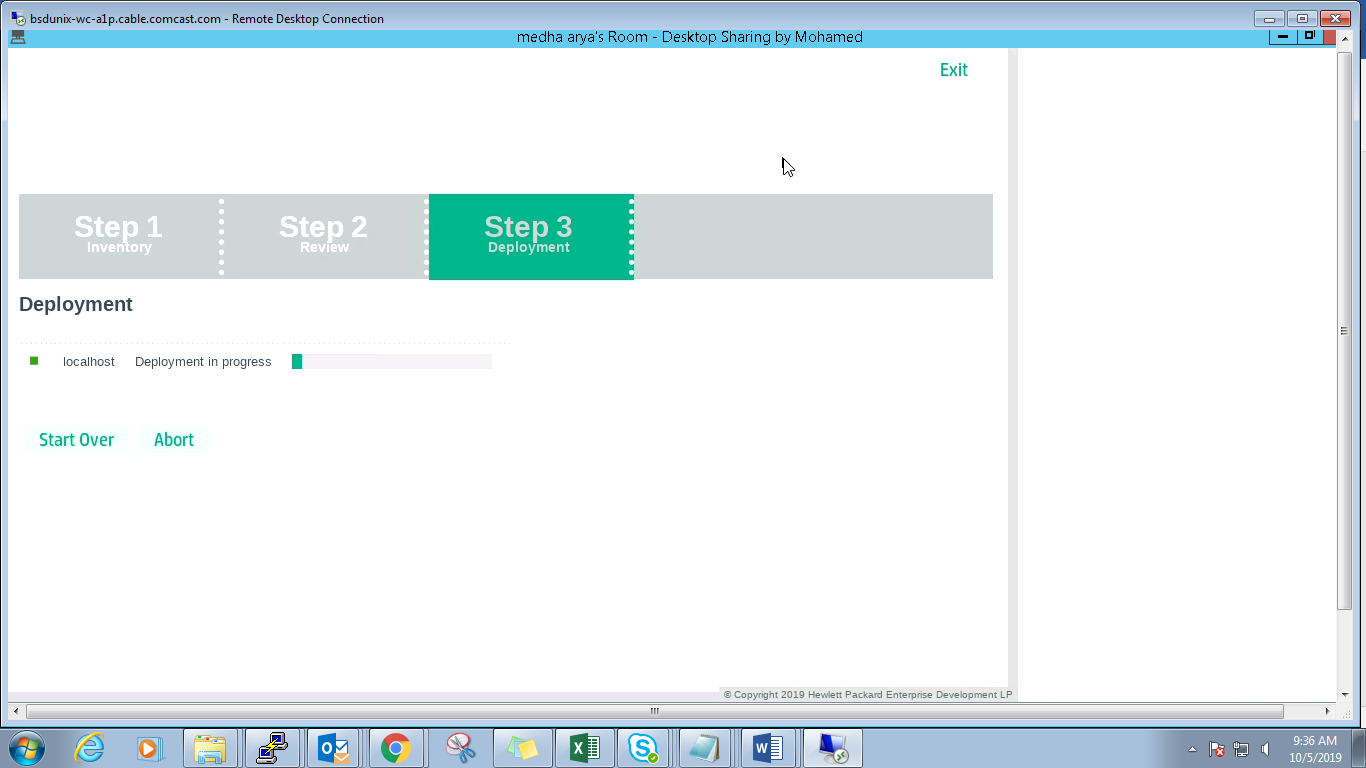 bsdunix-wc-a1p.cable.comcast.com - Remote Desktop Connection
medha arya's Room - Desktop Sharing by Mohamed
Exit
Step 1
Inventory
Step 2
Review
Step 3
Deployment
Deployment
localhost Deployment in progress
Start Over Abort
© Copyright 2019 Hewlett Packard Enterprise Development LP
9:36 AM
10/5/2019